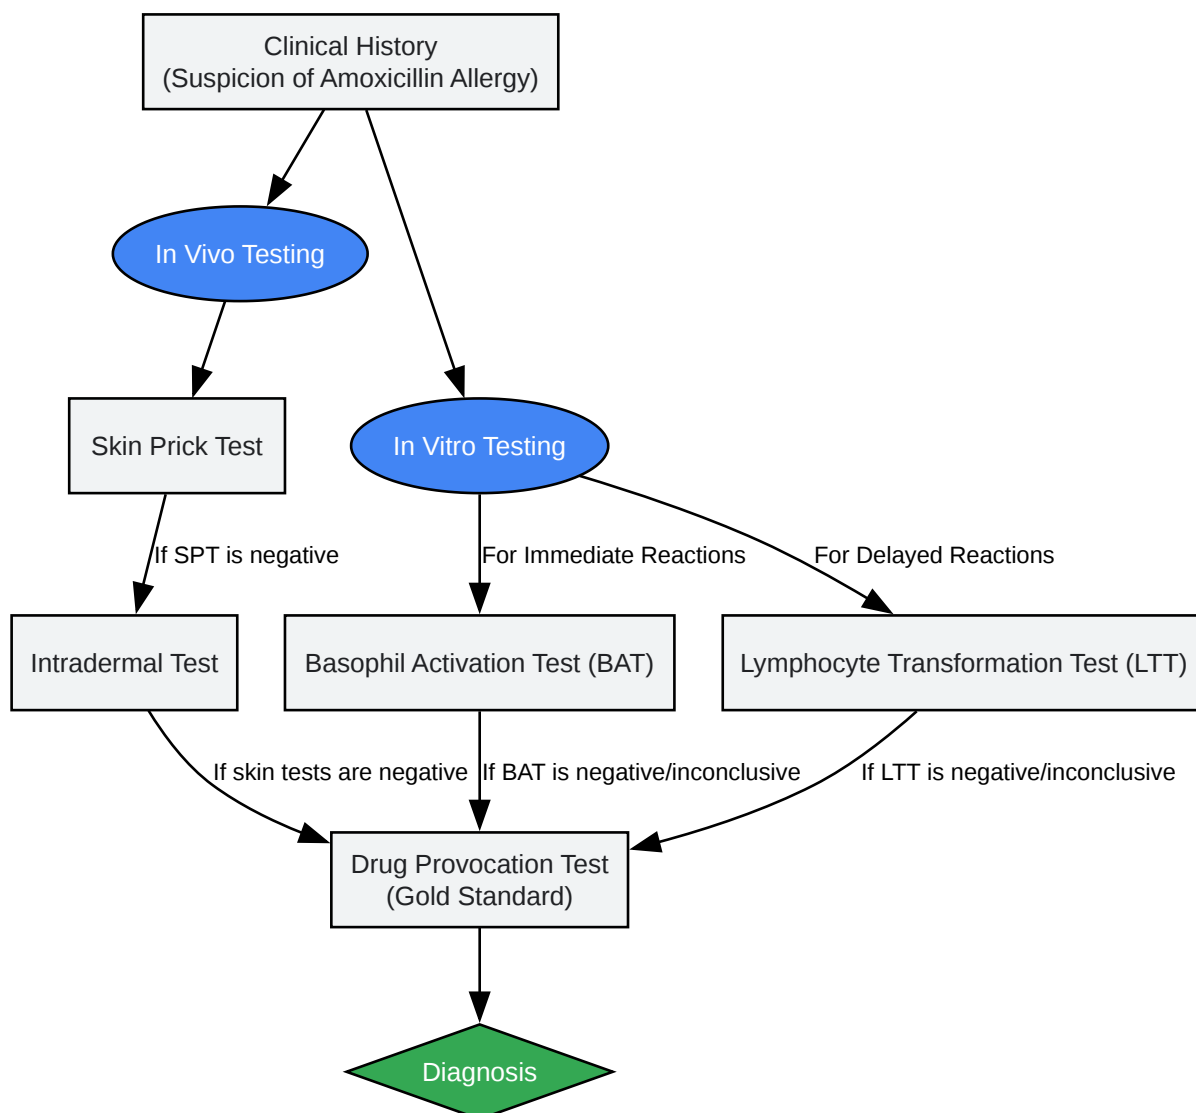 Clinical History
(Suspicion of Amoxicillin Allergy)
In Vivo Testing
Skin Prick Test
In Vitro Testing
If SPT is negative
For Immediate Reactions
For Delayed Reactions
Intradermal Test
Basophil Activation Test (BAT)
Lymphocyte Transformation Test (LTT)
If skin tests are negative
If BAT is negative/inconclusive
If LTT is negative/inconclusive
Drug Provocation Test
(Gold Standard)
Diagnosis